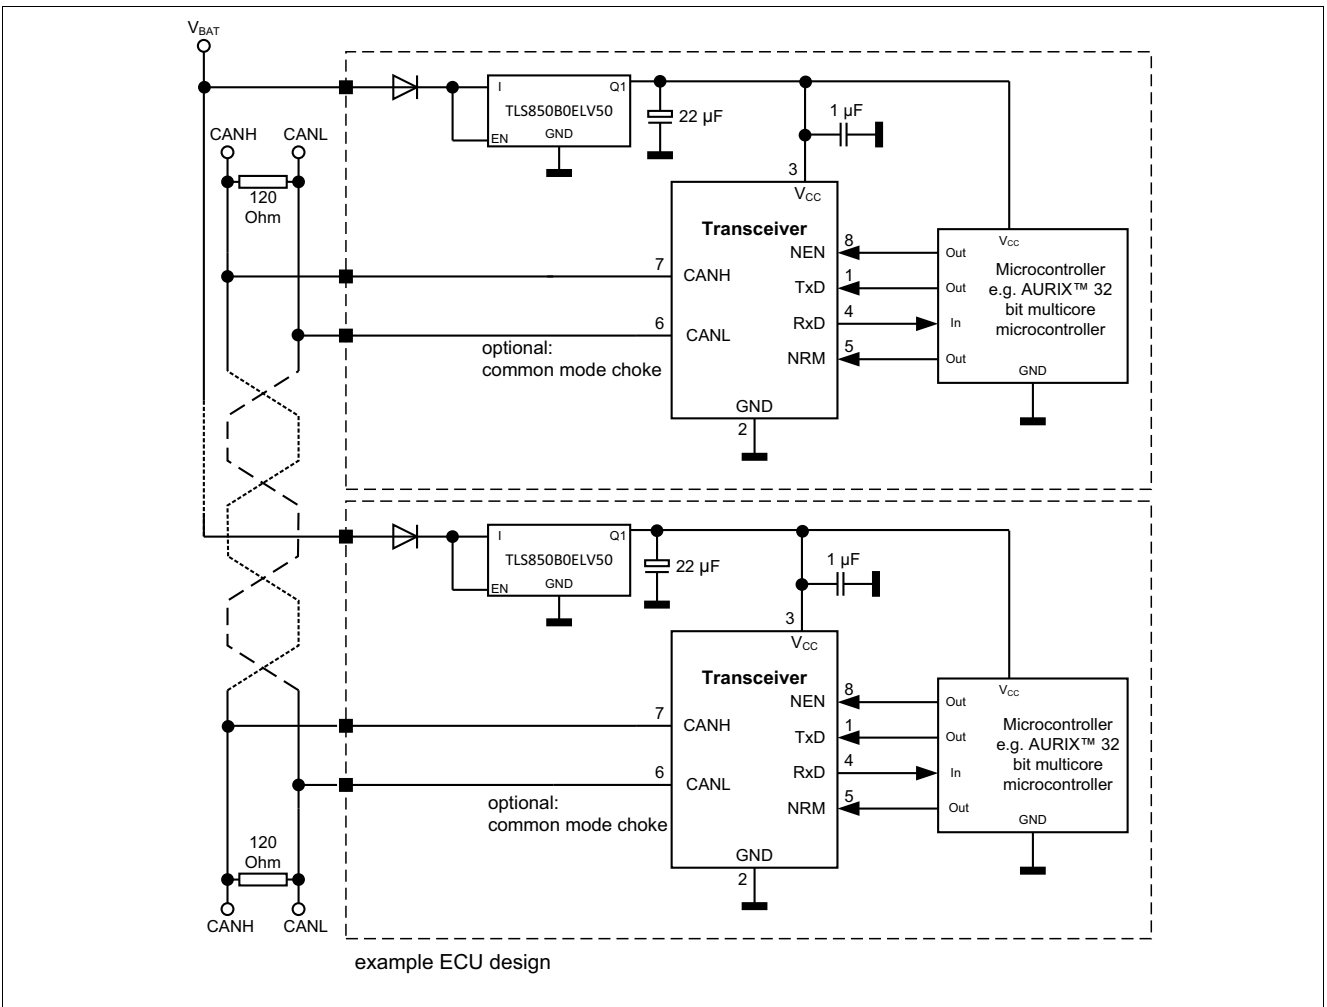 VBAT
CANH CANL
120
Ohm
I Q1
TLS850B0ELV50
EN GND
22 µF
1 µF
3
VCC
Transceiver
NEN 8 Out
7 CANH
TxD 1 Out
RxD 4 In
6 CANL
NRM 5 Out
GND
2
VCC
Microcontroller
e.g. AURIX™ 32
bit multicore
microcontroller
GND
optional:
common mode choke
I Q1
TLS850B0ELV50
EN GND
22 µF
1 µF
3
VCC
Transceiver
NEN 8 Out
7 CANH
TxD 1 Out
RxD 4 In
6 CANL
NRM 5 Out
GND
2
VCC
Microcontroller
e.g. AURIX™ 32
bit multicore
microcontroller
GND
optional:
common mode choke
120
Ohm
CANH CANL
example ECU design